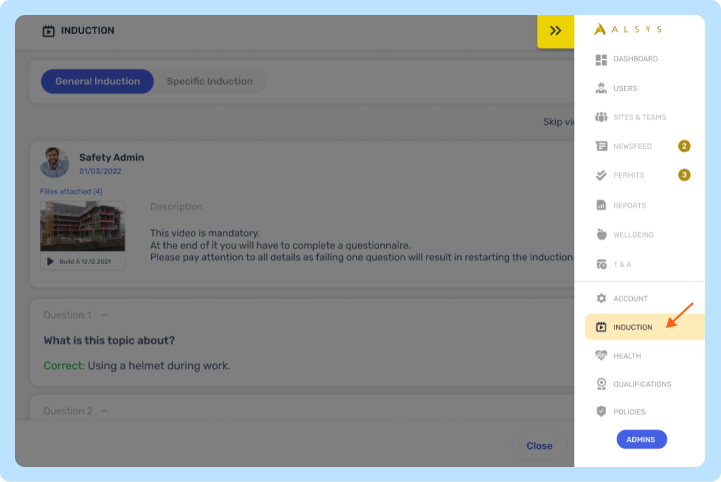 INDUCTION
General Induction
Specific Induction
Safety Admin
01/03/2022
Filies attached (4)
Build A 12.12.2021
Description
This video is mandatory.
At the end of it you will have to complete a questionnaire.
Please pay attention to all details as failing one question will result in restarting the induction
Question 1
What is this topic about?
Correct: Using a helmet during work.
Question 2
Close
ALSYS
DASHBOARD
USERS
SITES & TEAMS
NEWSFEED 2
PERMITS 3
REPORTS
WELLBEING
T & A
ACCOUNT
INDUCTION
HEALTH
QUALIFICATIONS
POLICIES
ADMINS